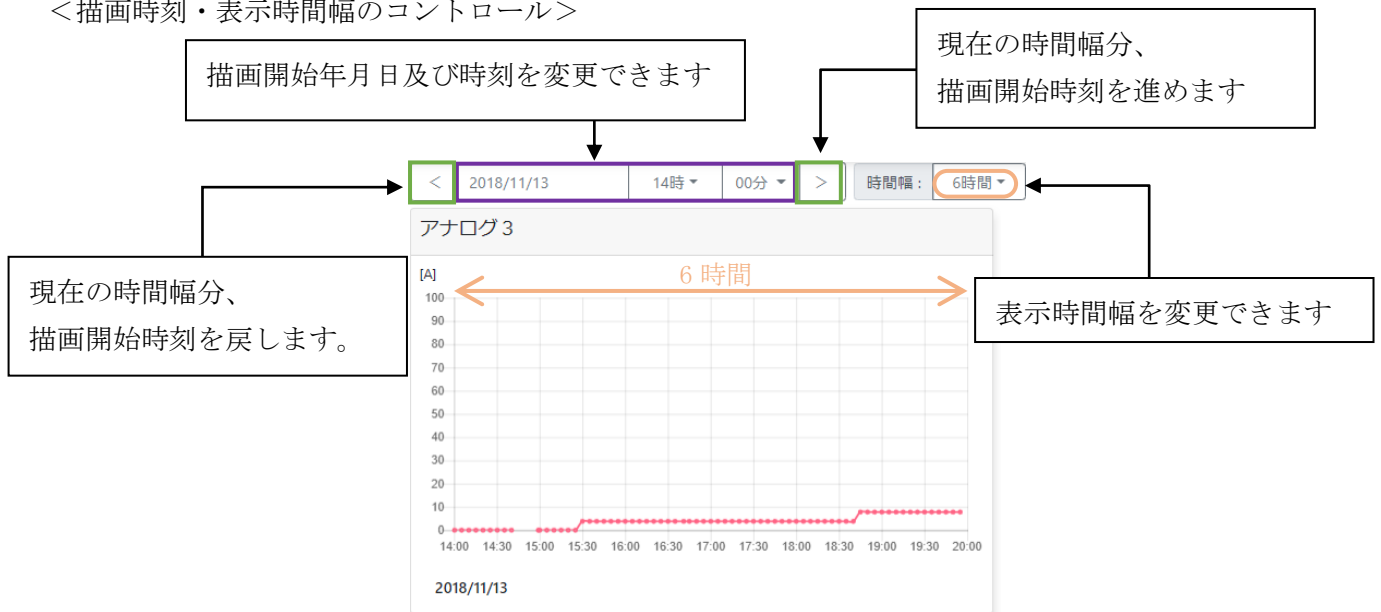 ＜描画時刻・表示時間幅のコントロール＞
描画開始年月日及び時刻を変更できます
現在の時間幅分、
描画開始時刻を進めます
＜ 2018/11/13 14時 00分 ＞ 時間幅： 6時間
アナログ３
現在の時間幅分、
描画開始時刻を戻します。
表示時間幅を変更できます
[A]
6 時間
100
90
80
70
60
50
40
30
20
10
0
14:00 14:30 15:00 15:30 16:00 16:30 17:00 17:30 18:00 18:30 19:00 19:30 20:00
2018/11/13